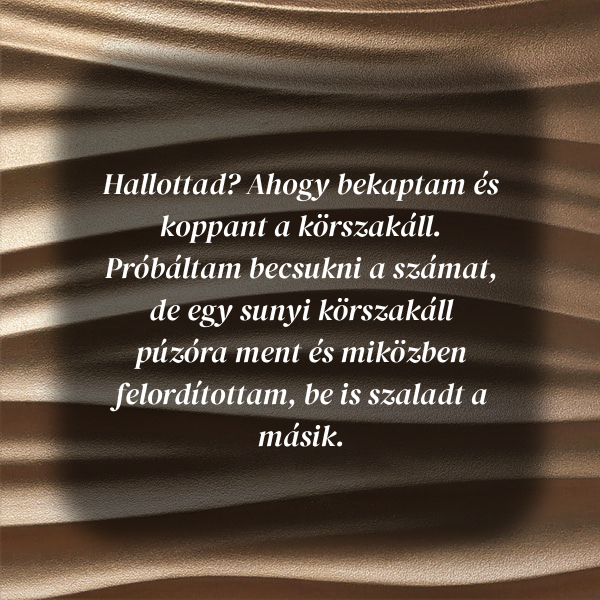 Hallottad? Ahogy bekaptam és
koppant a körszakáll.
Próbáltam becsukni a számat,
de egy sunyi körszakáll
púzóra ment és miközben
felordítottam, be is szaladt a
másik.